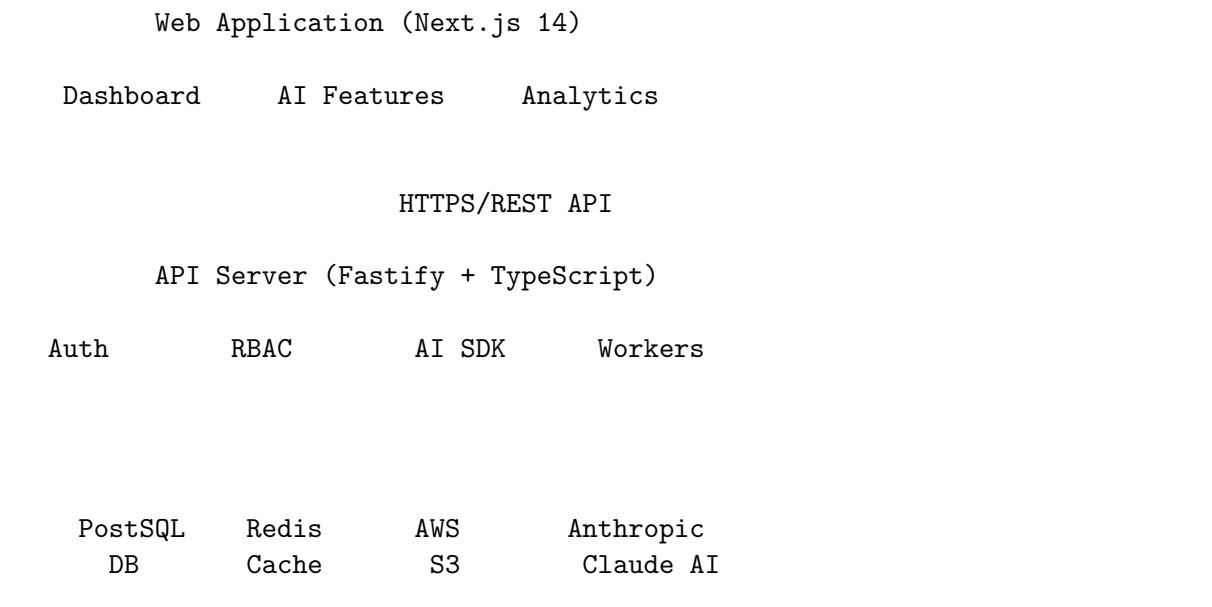 Web Application (Next.js 14)
Dashboard AI Features Analytics
HTTPS/REST API
API Server (Fastify + TypeScript)
Auth RBAC AI SDK Workers
PostSQL Redis AWS Anthropic
DB Cache S3 Claude AI